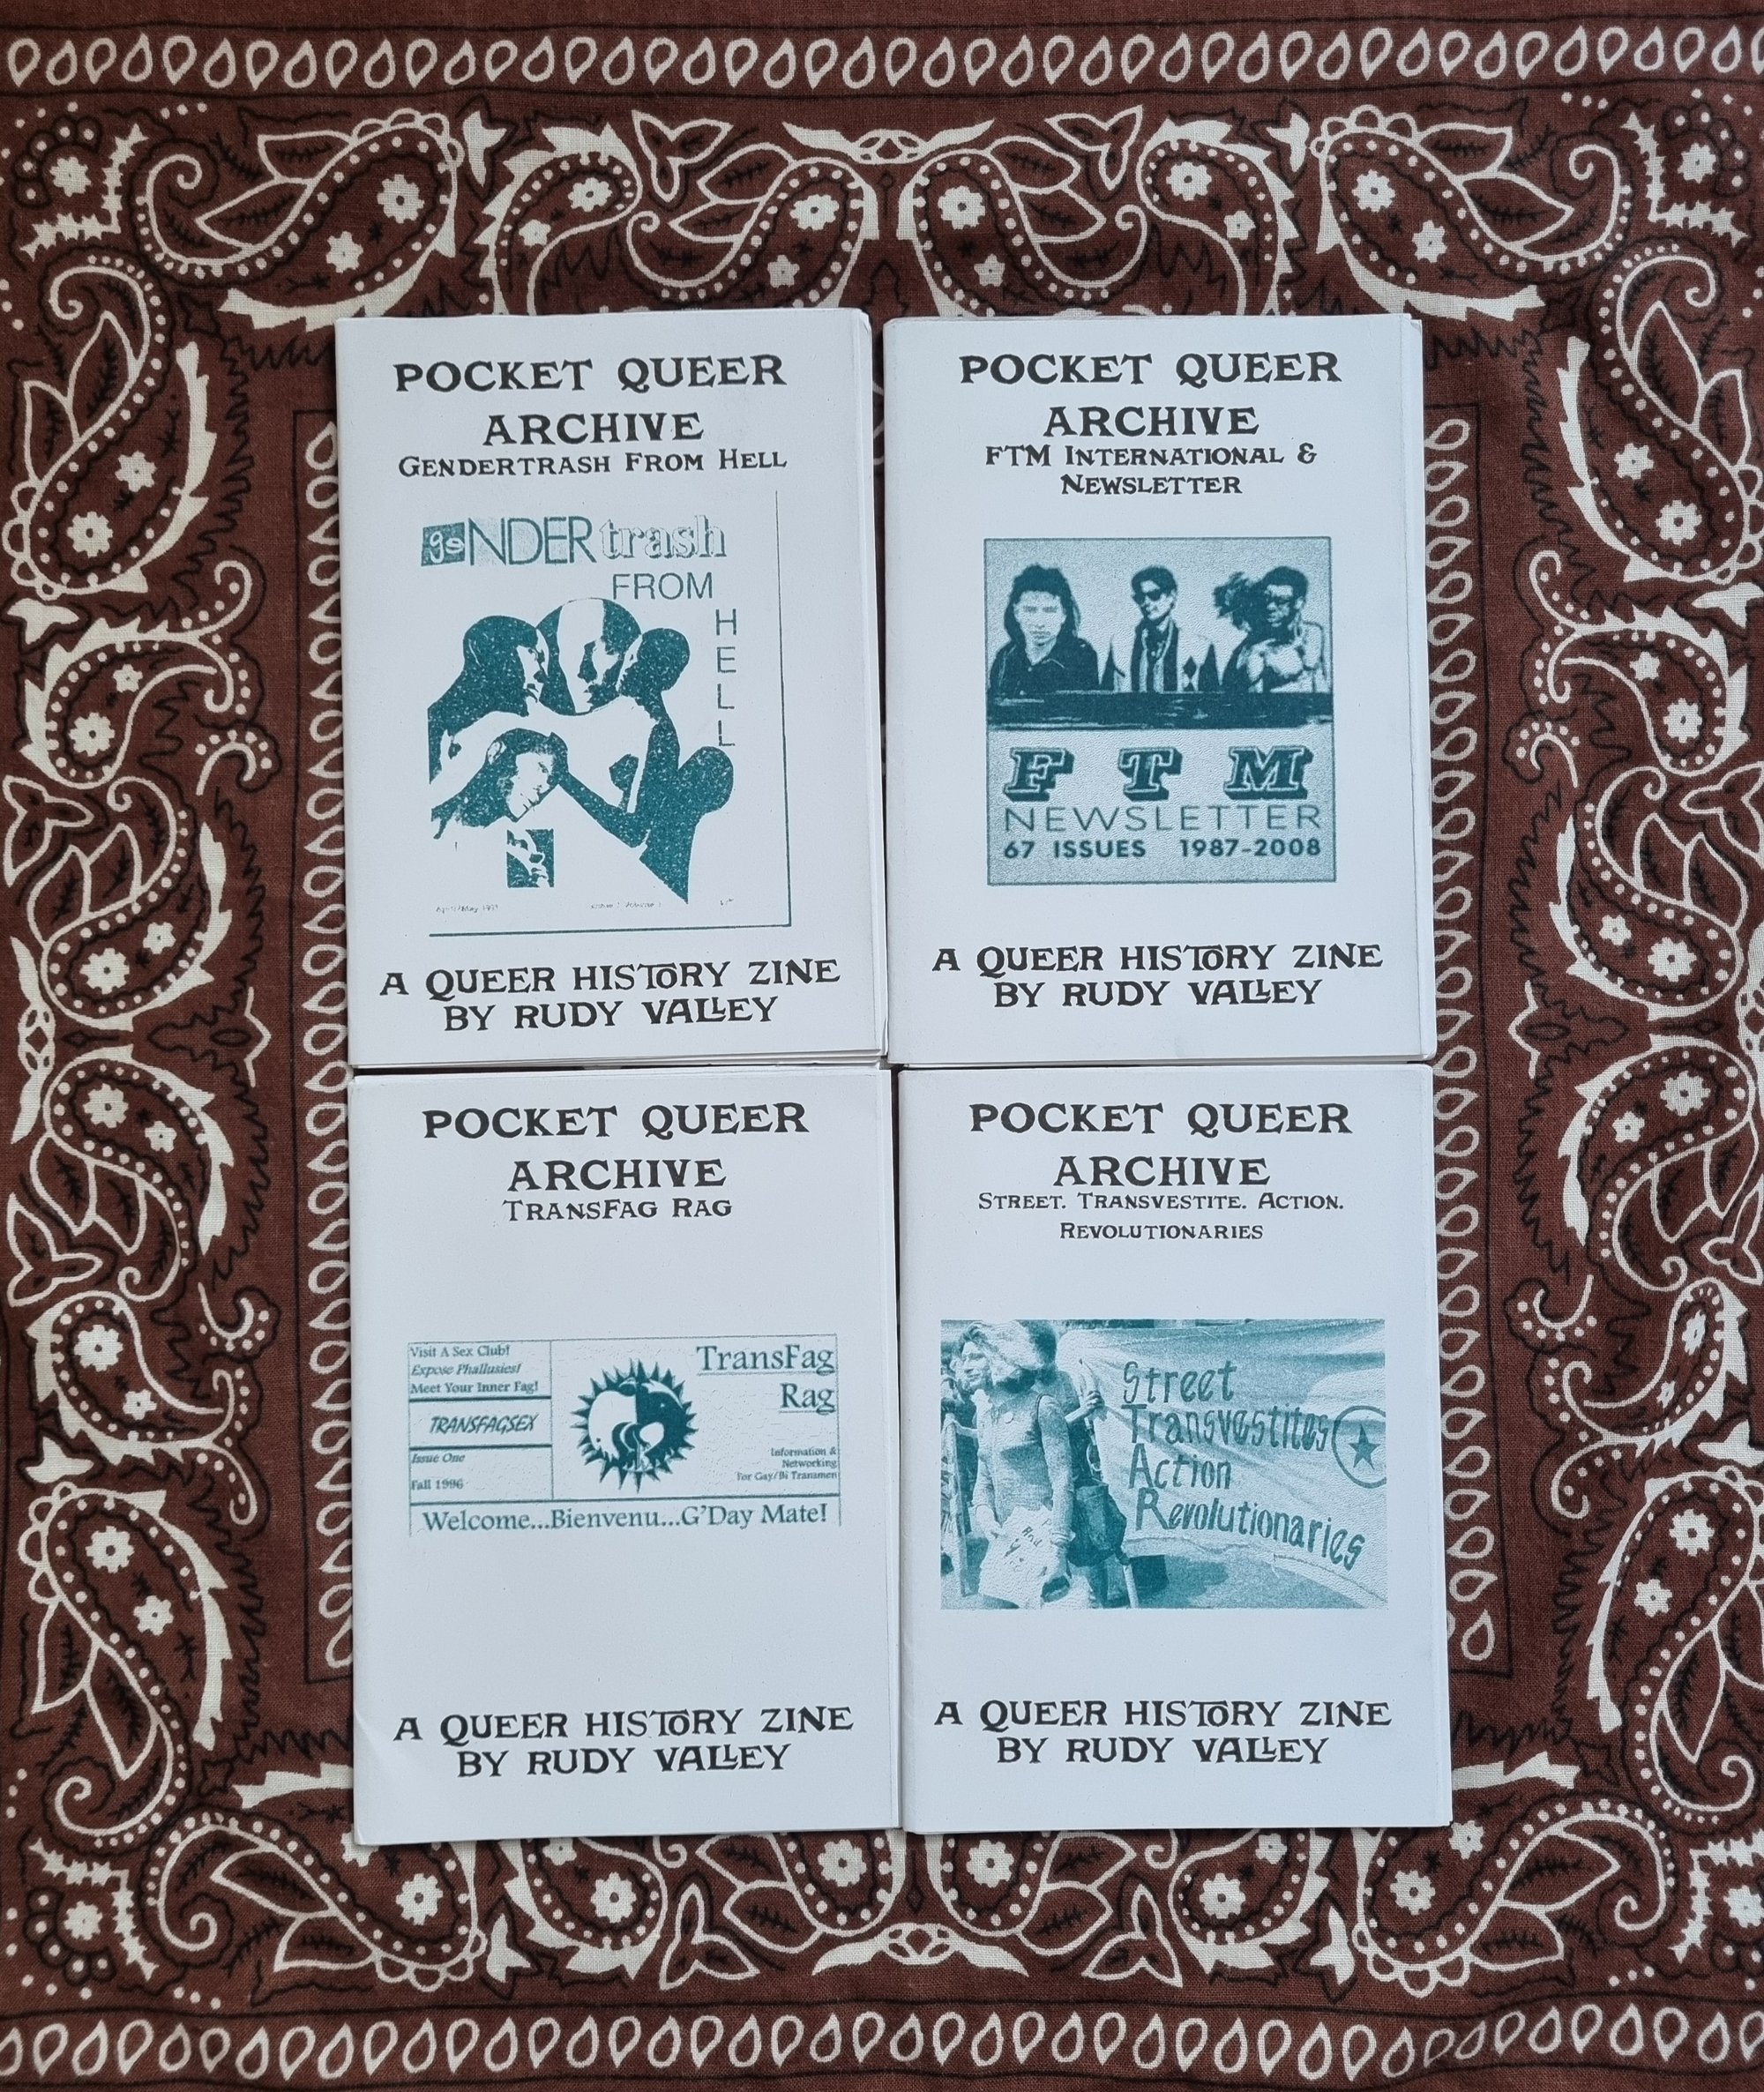 POCKET QUEER
ARCHIVE
GENDERTRASH FROM HELL
geNDERtrash
FROM
H
E
L
L
A QUEER HISTORY ZINE
BY RUDY VALLEY
POCKET QUEER
ARCHIVE
FTM INTERNATIONAL &
NEWSLETTER
F T M
NEWSLETTER
67 ISSUES 1987-2008
A QUEER HISTORY ZINE
BY RUDY VALLEY
POCKET QUEER
ARCHIVE
TRANSFAG RAG
Visit A Sex Club!
Expose Phallusies!
Meet Your Inner Fag!
TRANSFAGSEX
Issue One
Fall 1996
TransFag
Rag
Information &
Networking
For Gay/Bi Transmen
Welcome...Bienvenu...G'Day Mate!
A QUEER HISTORY ZINE
BY RUDY VALLEY
POCKET QUEER
ARCHIVE
STREET. TRANSVESTITE. ACTION.
REVOLUTIONARIES
Street
Transvestites
Action
Revolutionaries
A QUEER HISTORY ZINE
BY RUDY VALLEY